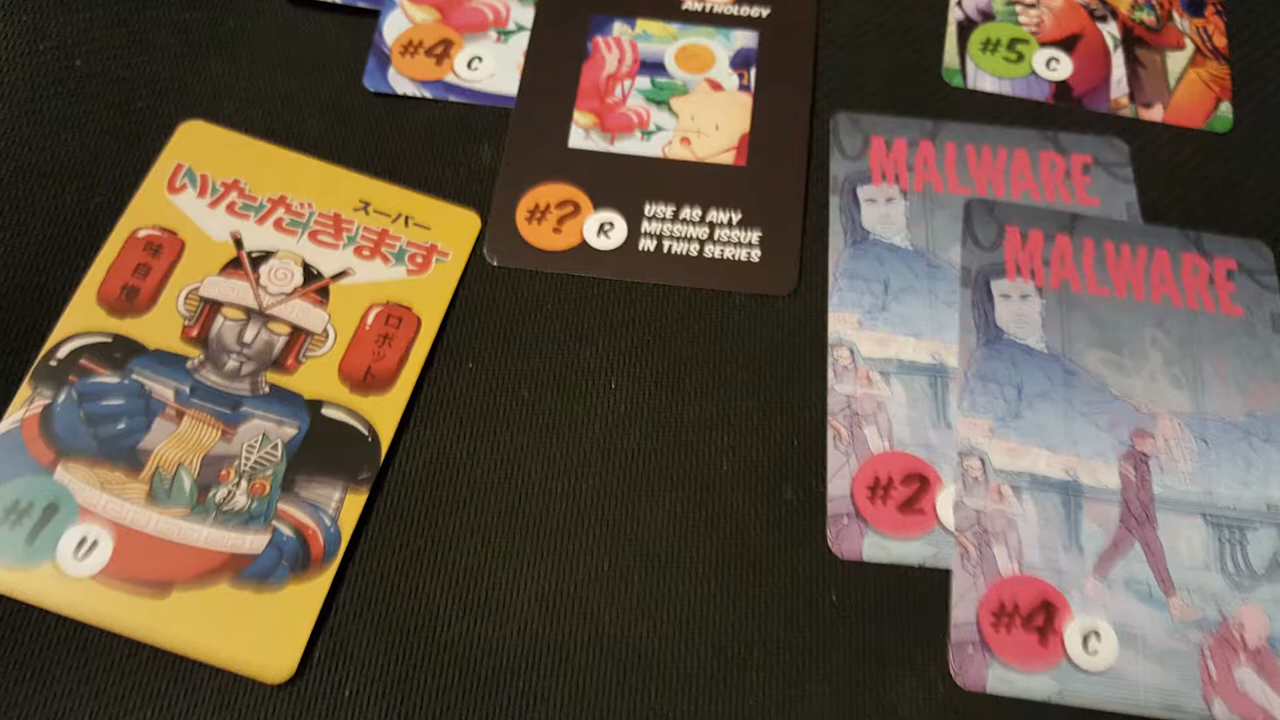 #4 C
ANTHOLOGY
#? R
USE AS ANY
MISSING ISSUE
IN THIS SERIES
#5 C
スーパー
いただきます
味自慢
ロボット
#1 U
MALWARE
#2
MALWARE
#4 C